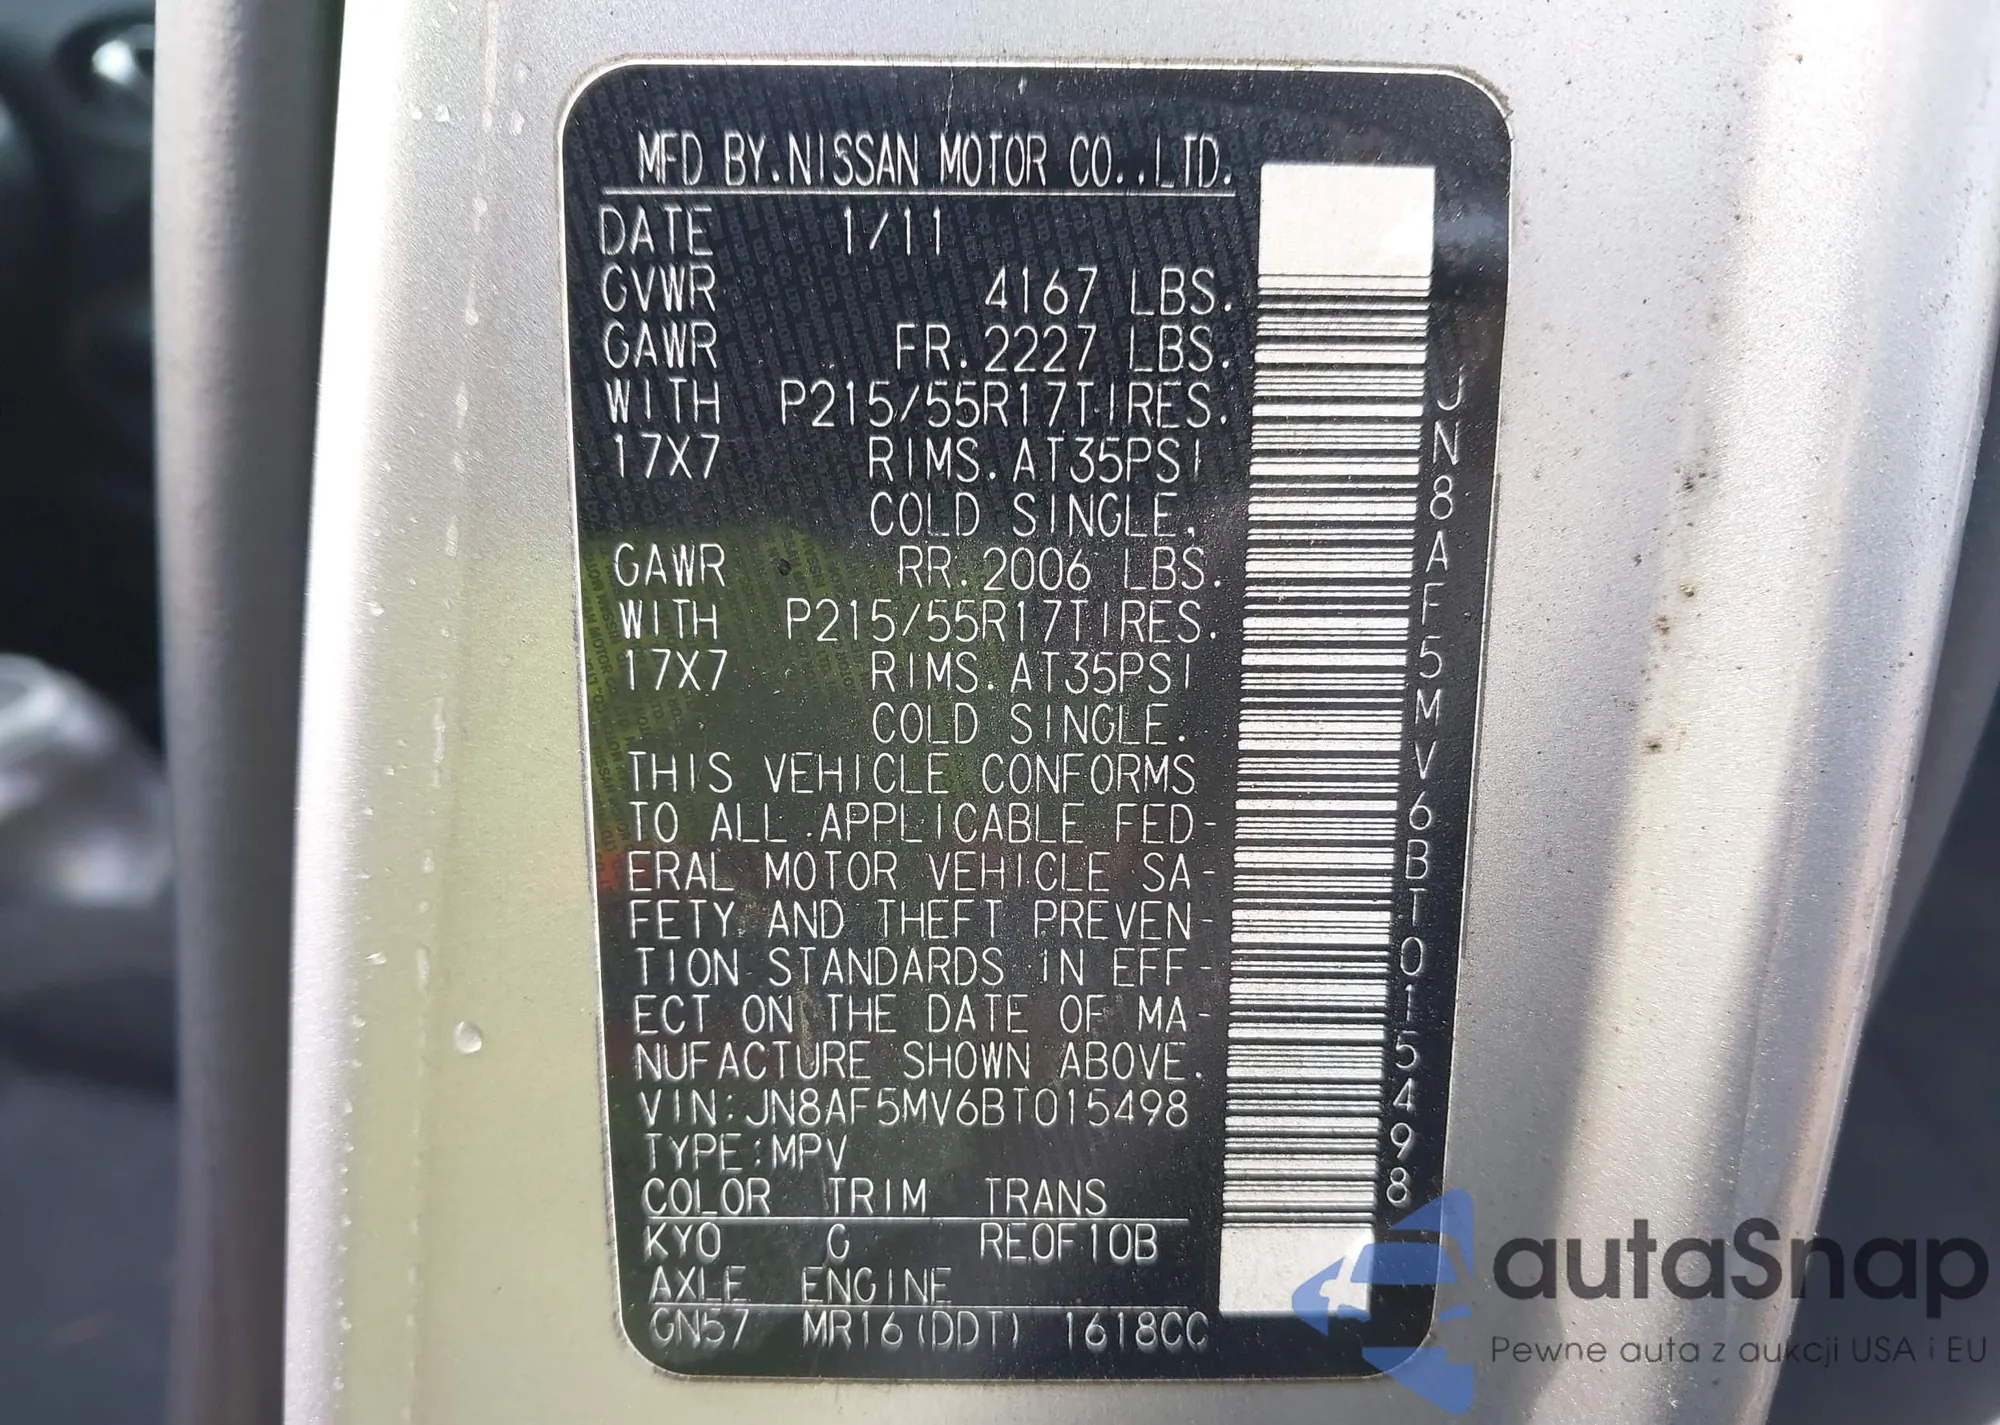 MFD BY.NISSAN MOTOR CO.,LTD.
DATE 1/11
GVWR 4167 LBS.
GAWR FR.2227 LBS.
WITH P215/55R17TIRES.
17X7 RIMS.AT35PSI
COLD SINGLE.
GAWR RR.2006 LBS.
WITH P215/55R17TIRES.
17X7 RIMS.AT35PSI
COLD SINGLE.
THIS VEHICLE CONFORMS
TO ALL APPLICABLE FED-
ERAL MOTOR VEHICLE SA-
FETY AND THEFT PREVEN-
TION STANDARDS IN EFF-
ECT ON THE DATE OF MA-
NUFACTURE SHOWN ABOVE.
VIN:JN8AF5MV6BT015498
TYPE:MPV
COLOR TRIM TRANS
KY0 G RE0F10B
AXLE ENGINE
GN57 MR16(DDT) 1618CC
JN8AF5MV6BT015498
autaSnap
Pewne auta z aukcji USA i EU